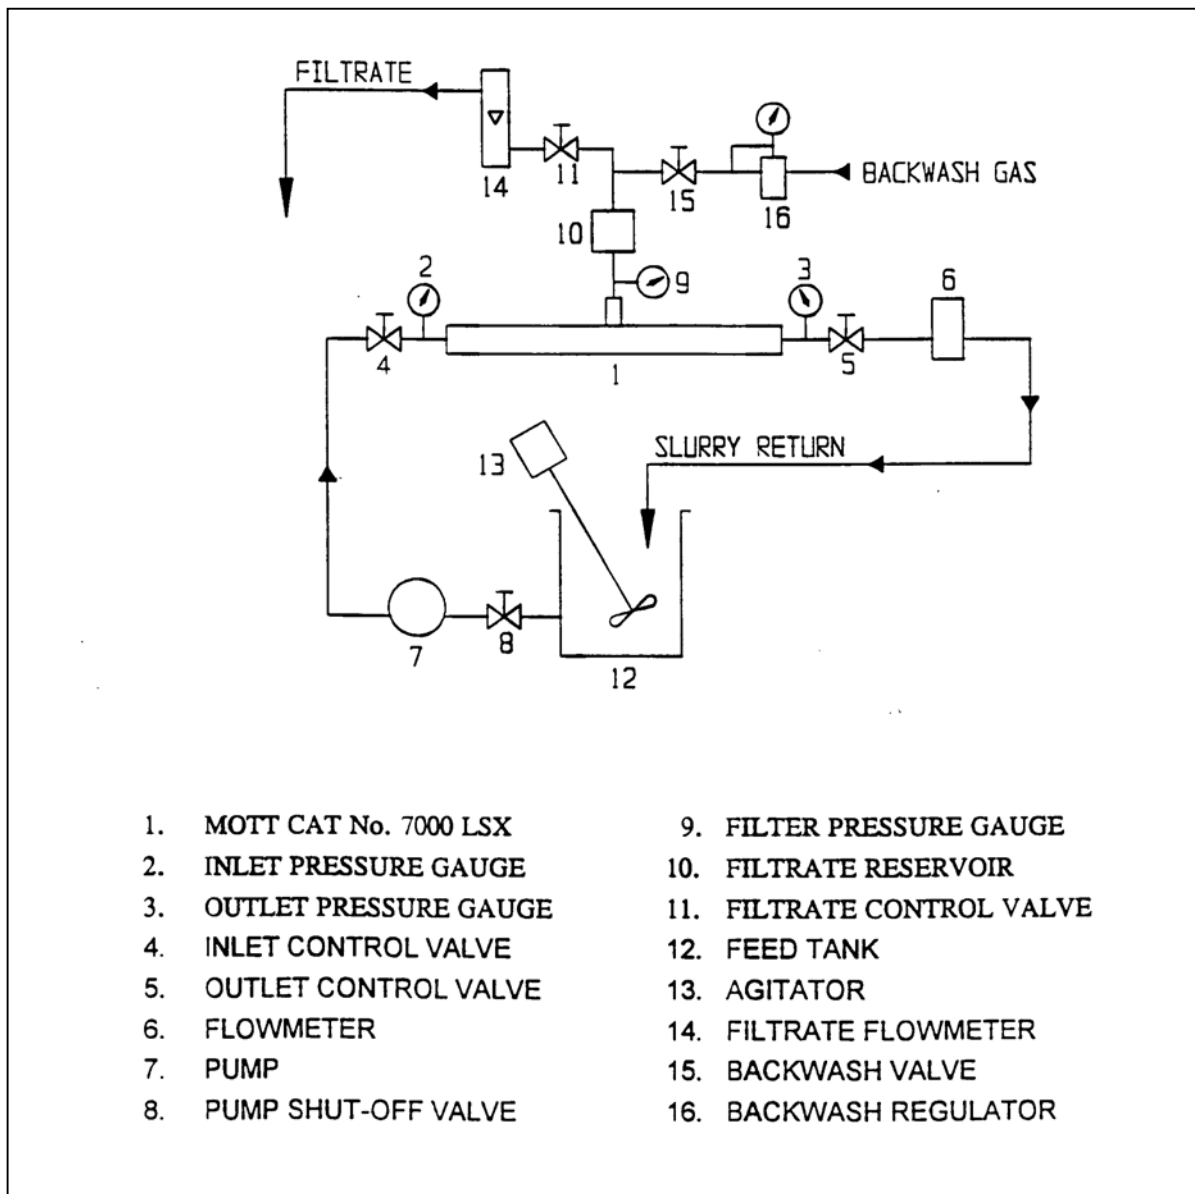 FILTRATE
14
11
15
16
BACKWASH GAS
10
9
2
3
6
4
5
1
13
SLURRY RETURN
7
8
12
1. MOTT CAT No. 7000 LSX
2. INLET PRESSURE GAUGE
3. OUTLET PRESSURE GAUGE
4. INLET CONTROL VALVE
5. OUTLET CONTROL VALVE
6. FLOWMETER
7. PUMP
8. PUMP SHUT-OFF VALVE
9. FILTER PRESSURE GAUGE
10. FILTRATE RESERVOIR
11. FILTRATE CONTROL VALVE
12. FEED TANK
13. AGITATOR
14. FILTRATE FLOWMETER
15. BACKWASH VALVE
16. BACKWASH REGULATOR